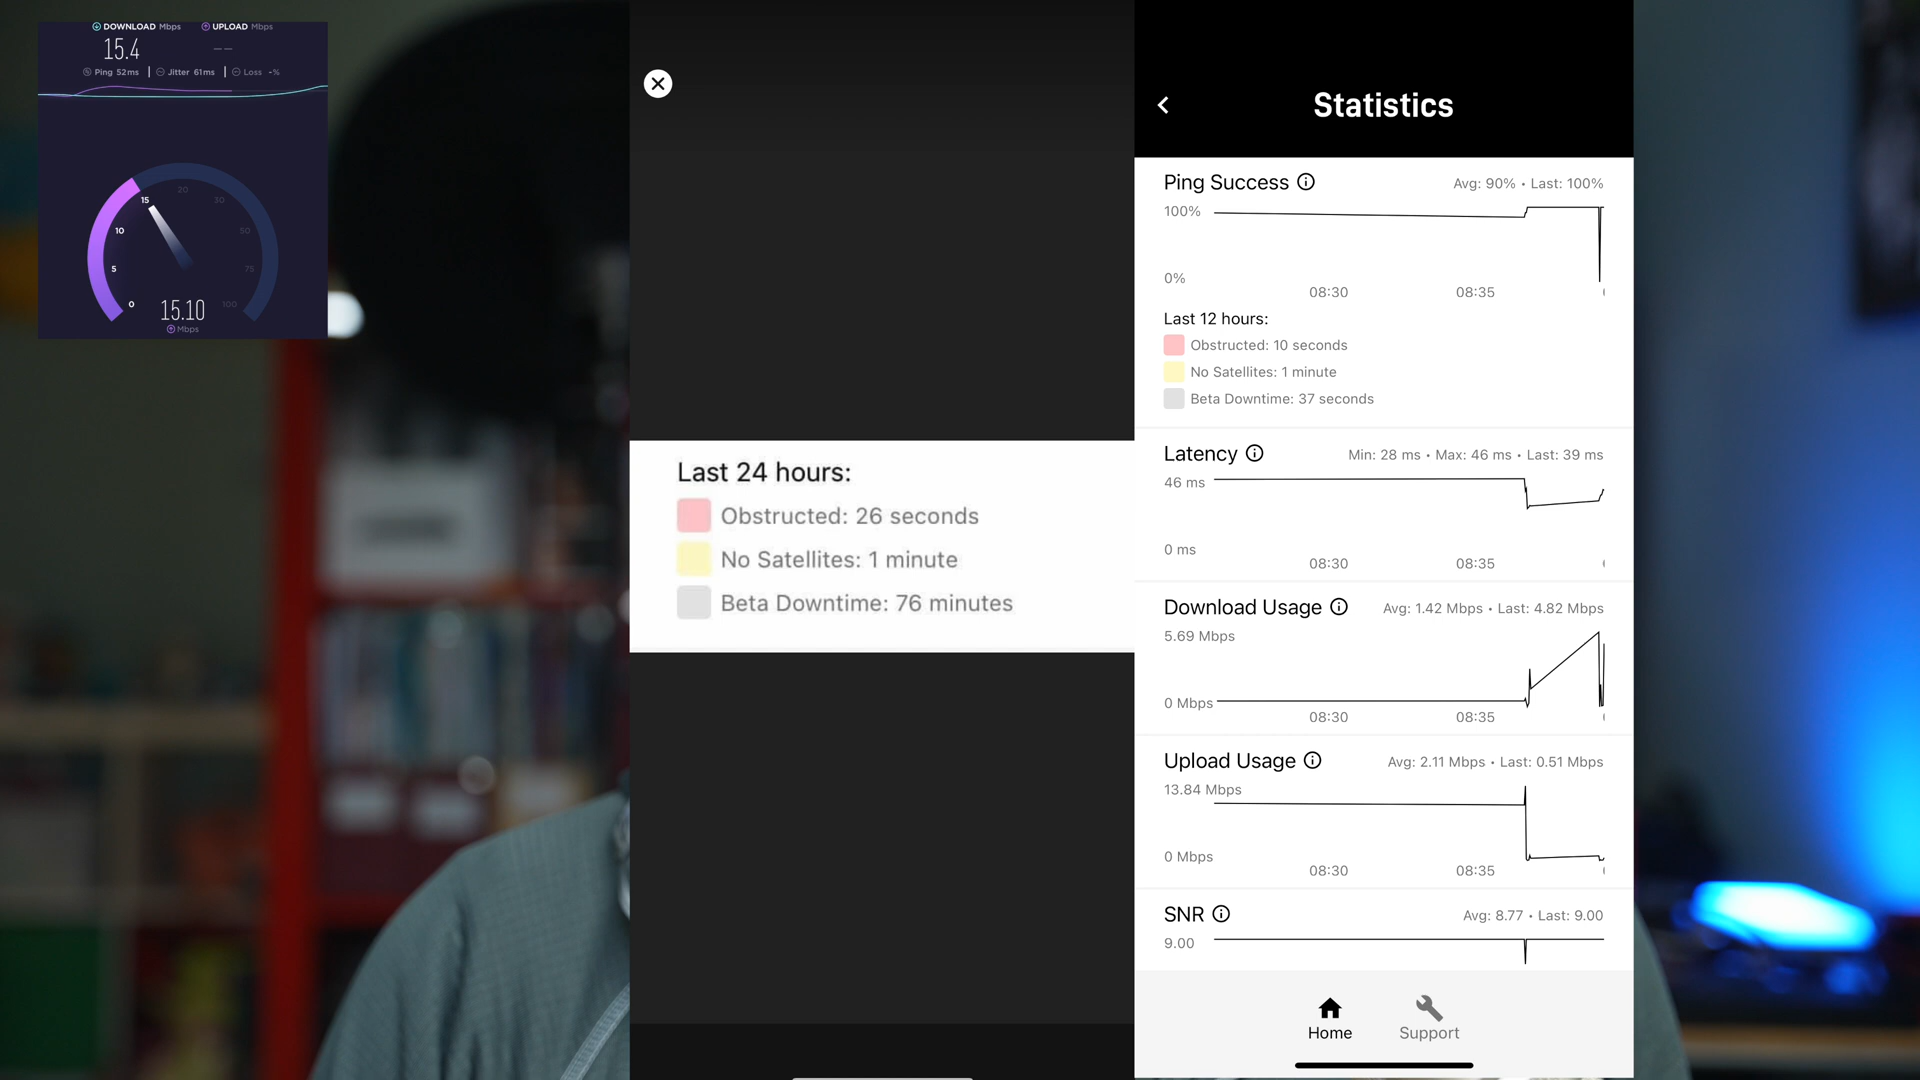 DOWNLOAD Mbps
UPLOAD Mbps
15.4
Ping 52ms
Jitter 61ms
Loss -%
0
5
10
15
20
30
50
75
100
15.10
Mbps
Last 24 hours:
Obstructed: 26 seconds
No Satellites: 1 minute
Beta Downtime: 76 minutes
Statistics
Ping Success
Avg: 90% • Last: 100%
100%
0%
08:30
08:35
Last 12 hours:
Obstructed: 10 seconds
No Satellites: 1 minute
Beta Downtime: 37 seconds
Latency
Min: 28 ms • Max: 46 ms • Last: 39 ms
46 ms
0 ms
08:30
08:35
Download Usage
Avg: 1.42 Mbps • Last: 4.82 Mbps
5.69 Mbps
0 Mbps
08:30
08:35
Upload Usage
Avg: 2.11 Mbps • Last: 0.51 Mbps
13.84 Mbps
0 Mbps
08:30
08:35
SNR
Avg: 8.77 • Last: 9.00
9.00
Home
Support